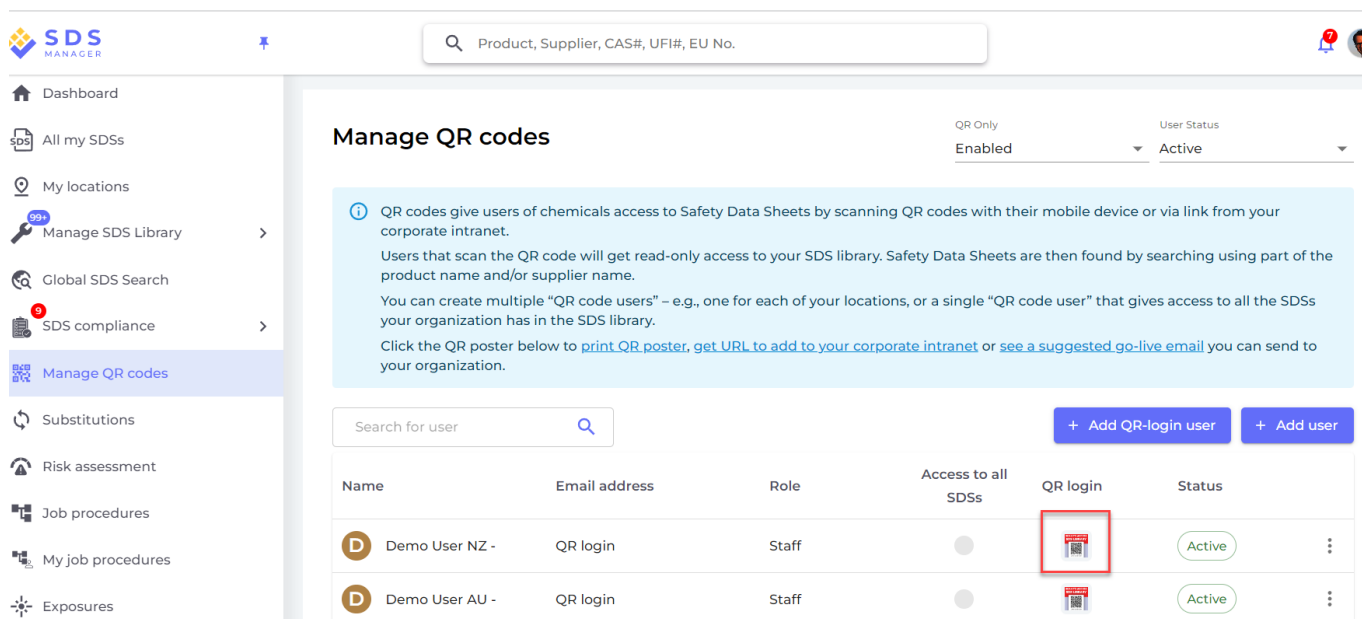 SDS
MANAGER
Product, Supplier, CAS#, UFI#, EU No.
7
Dashboard
SDS
All my SDSs
My locations
99+
Manage SDS Library
Global SDS Search
9
SDS compliance
Manage QR codes
Substitutions
Risk assessment
Job procedures
My job procedures
Exposures
Manage QR codes
QR Only
Enabled
User Status
Active
QR codes give users of chemicals access to Safety Data Sheets by scanning QR codes with their mobile device or via link from your
corporate intranet.
Users that scan the QR code will get read-only access to your SDS library. Safety Data Sheets are then found by searching using part of the
product name and/or supplier name.
You can create multiple “QR code users” – e.g., one for each of your locations, or a single “QR code user” that gives access to all the SDSs
your organization has in the SDS library.
Click the QR poster below to print QR poster, get URL to add to your corporate intranet or see a suggested go-live email you can send to
your organization.
Search for user
+ Add QR-login user
+ Add user
Name Email address Role Access to all
SDSs QR login Status
D Demo User NZ - QR login Staff Active
D Demo User AU - QR login Staff Active